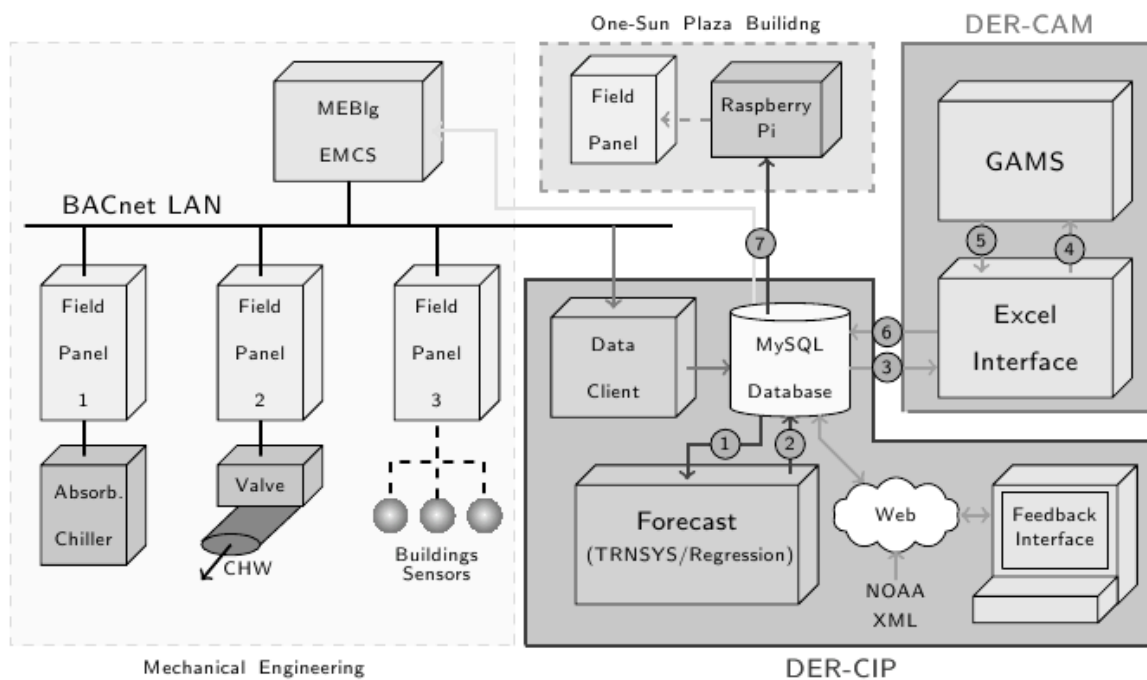 One-Sun Plaza Builidng
DER-CAM
MEBIg
EMCS
Field
Panel
Raspberry
Pi
GAMS
BACnet LAN
7
5
4
Field
Panel
1
Field
Panel
2
Field
Panel
3
Data
Client
MySQL
Database
6
3
Excel
Interface
1
2
Absorb.
Chiller
Valve
CHW
Buildings
Sensors
Forecast
(TRNSYS/Regression)
Web
NOAA
XML
Feedback
Interface
Mechanical Engineering
DER-CIP